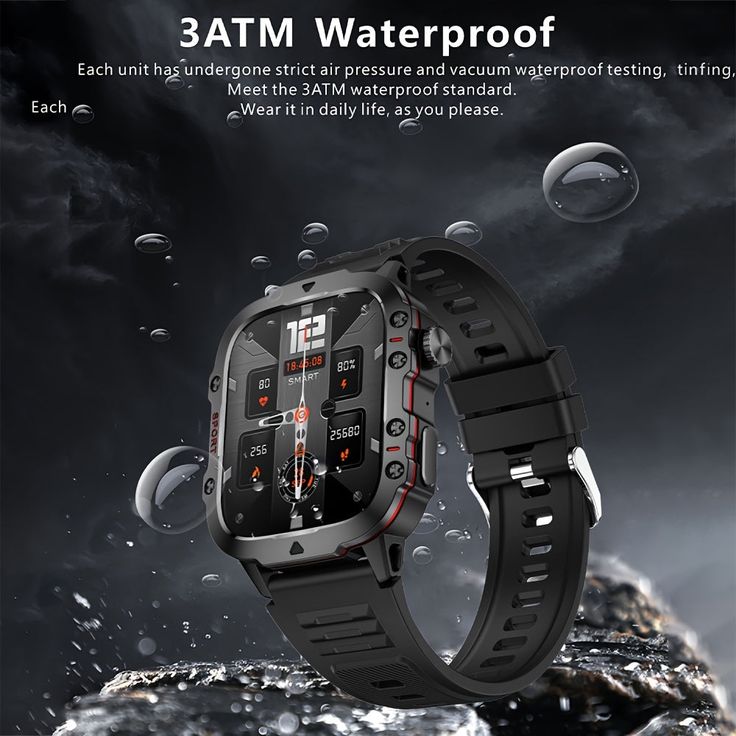 3ATM Waterproof
Each unit has undergone strict air pressure and vacuum waterproof testing, tinfing,
Meet the 3ATM waterproof standard.
Each
Wear it in daily life, as you please.
12
18:45:08
SMART
80
80%
256
25680
SPORT